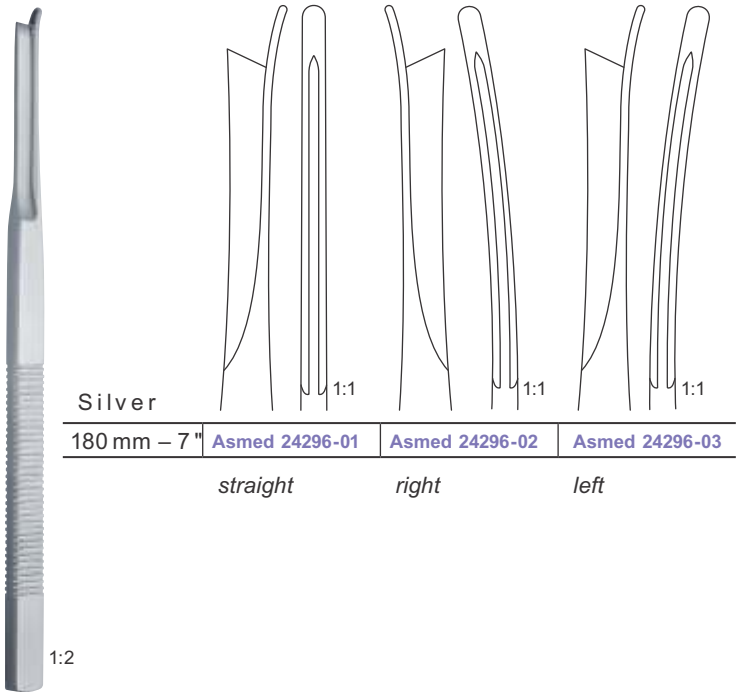 1:1 1:1 1:1
Silver
180 mm – 7" Asmed 24296-01 Asmed 24296-02 Asmed 24296-03
straight right left
1:2